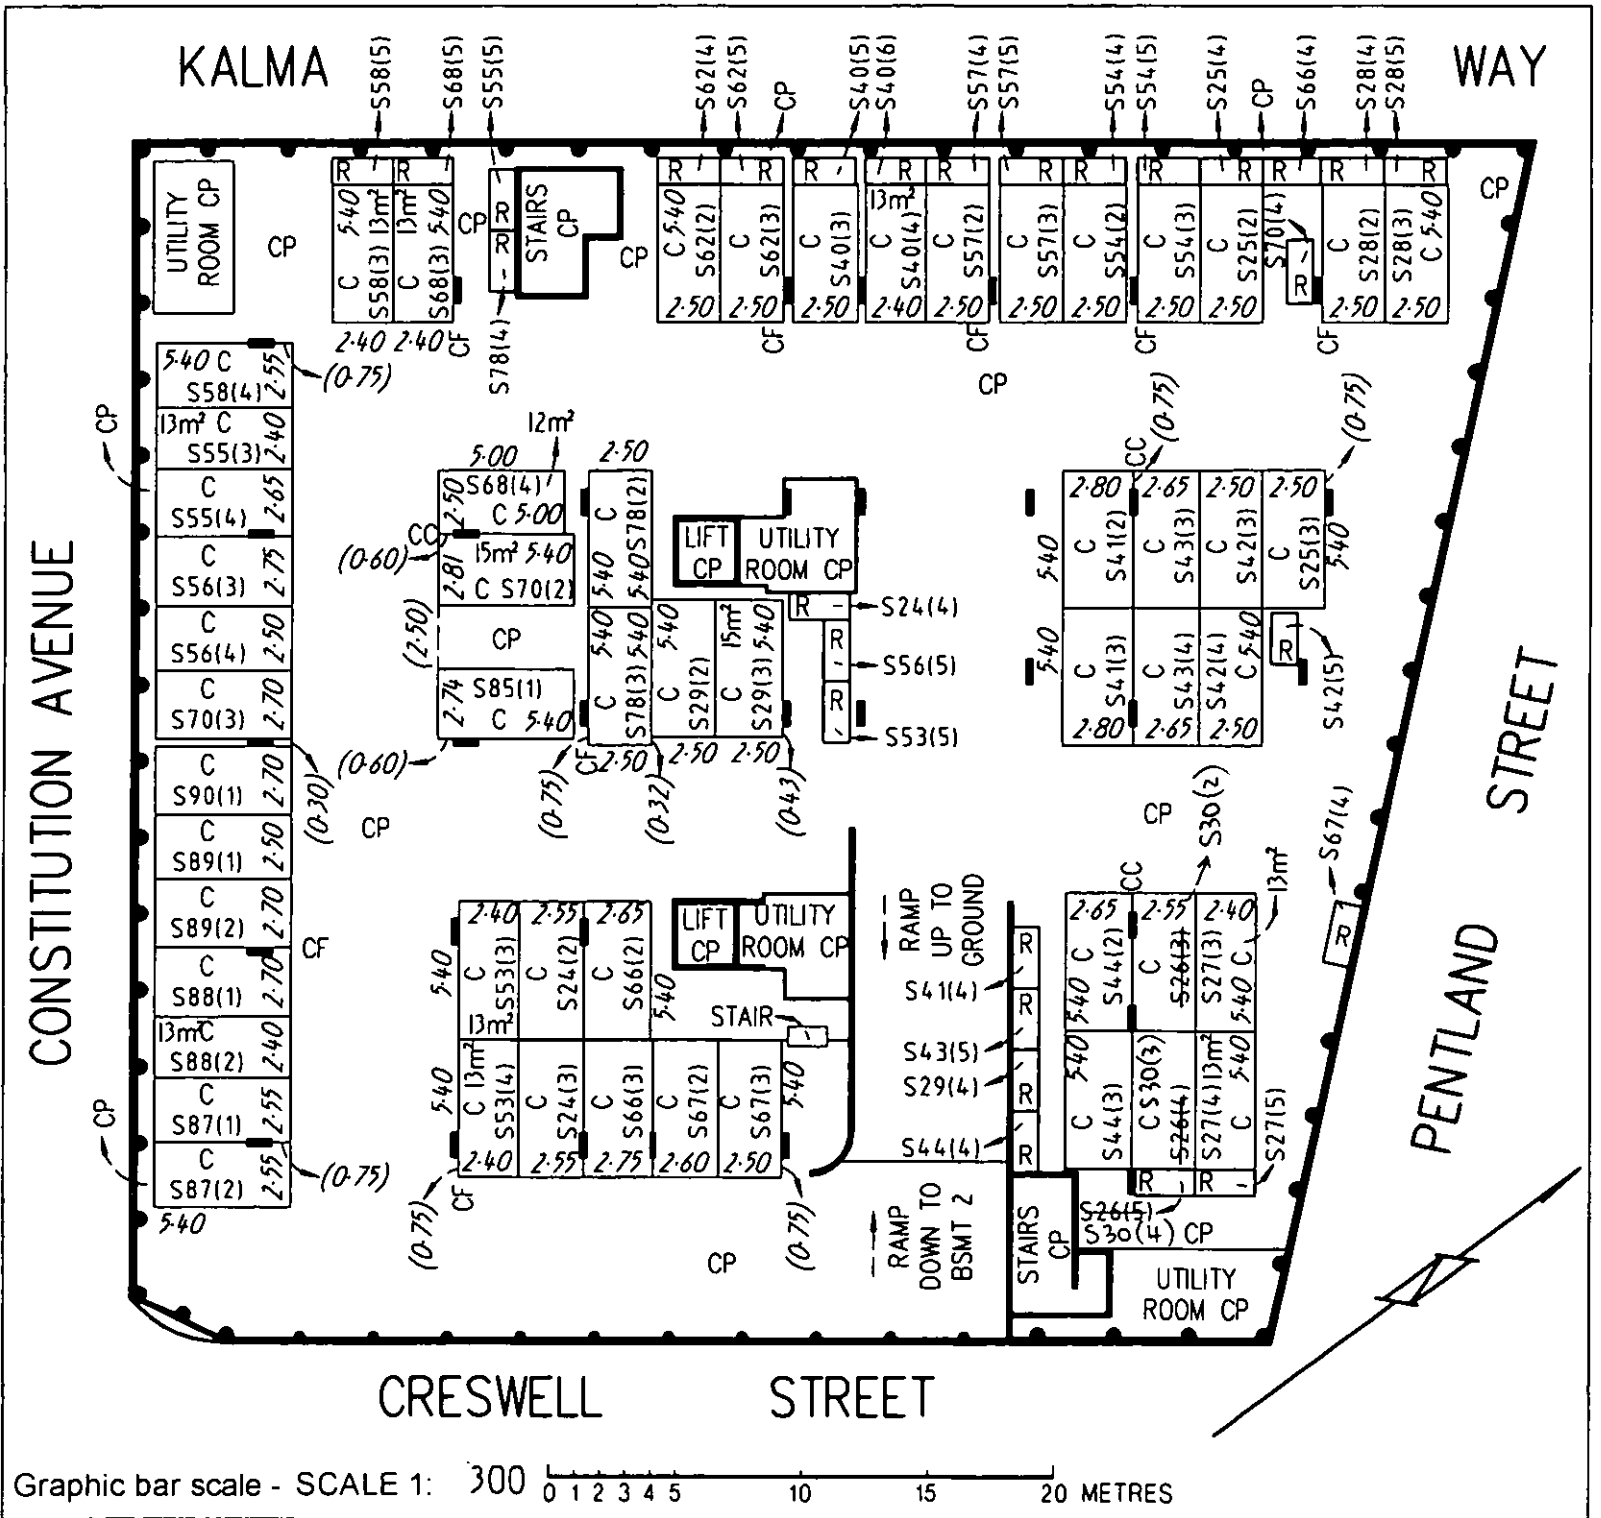 KALMA WAY
S58(5)
S68(5)
S55(5)
S62(4)
S62(5)
CP
S40(5)
S40(6)
S57(4)
S57(5)
S54(4)
S54(5)
S25(4)
CP
S66(4)
S28(4)
S28(5)
UTILITY
ROOM CP
CP
R
R
5·40
13m²
13m²
5·40
C
S58(3)
S68(3)
C
2·40
2·40
CF
CP
R
R
STAIRS
CP
S78(4)
CP
R
R
R
R
R
R
R
R
R
R
R
R
C 5·40
S62(2)
C
S62(3)
C
S40(3)
13m²
S40(4)
C
S57(2)
C
S57(3)
C
S54(2)
C
S54(3)
C
S25(2)
S70(4)
R
C
S28(2)
S28(3)
C 5·40
CP
2·50
2·50
2·50
2·40
2·50
2·50
2·50
2·50
2·50
2·50
2·50
CF
CF
CF
CF
CP
5·40 C
S58(4)
2·55
(0·75)
13m² C
S55(3)
2·40
CP
C
S55(4)
2·65
C
S56(3)
2·75
C
S56(4)
2·50
C
S70(3)
2·70
C
S90(1)
2·70
(0·30)
C
S89(1)
2·50
C
S89(2)
2·70
CF
C
S88(1)
2·70
13m² C
S88(2)
2·40
C
S87(1)
2·55
CP
C
S87(2)
2·55
(0·75)
5·40
CONSTITUTION AVENUE
12m²
5·00
S68(4)
2·50
C 5·00
CC
(0·60)
15m² 5·40
2·81
C S70(2)
(2·50)
CP
S85(1)
2·74
C 5·40
(0·60)
CP
2·50
C
S78(2)
5·40
5·40
5·40
5·40
C
S78(3)
2·50
(0·75)
CF
(0·32)
5·40
C
S29(2)
2·50
15m²
5·40
C
S29(3)
2·50
(0·43)
LIFT
CP
UTILITY
ROOM CP
R
S24(4)
R
S56(5)
R
S53(5)
CC
(0·75)
(0·75)
2·80
2·65
2·50
2·50
5·40
C
S41(2)
C
S43(3)
C
S42(3)
C
S25(3)
5·40
5·40
C
S41(3)
C
S43(4)
S42(4)
C 5·40
R
S42(5)
2·80
2·65
2·50
CP
S30(2)
S67(4)
R
PENTLAND STREET
2·40
2·55
2·65
5·40
C
S53(3)
13m²
C
S24(2)
C
S66(2)
5·40
LIFT
CP
UTILITY
ROOM CP
STAIR
5·40
C 13m²
S53(4)
C
S24(3)
C
S66(3)
C
S67(2)
C
S67(3)
5·40
2·40
2·55
2·75
2·60
2·50
(0·75)
CF
(0·75)
CP
RAMP
UP TO
GROUND
R
S41(4)
R
S43(5)
S29(4)
R
S44(4)
R
RAMP
DOWN TO
BSMT 2
STAIRS
CP
CC
2·65
2·55
2·40
13m²
5·40 C
S44(2)
C
S26(3)
S27(3)
5·40 C
5·40
C
S44(3)
C S30(3)
S26(4)
S27(4) 13m²
C 5·40
S27(5)
R
R
S26(5)
S30(4) CP
UTILITY
ROOM CP
CRESWELL STREET
Graphic bar scale - SCALE 1: 300
0 1 2 3 4 5 10 15 20 METRES